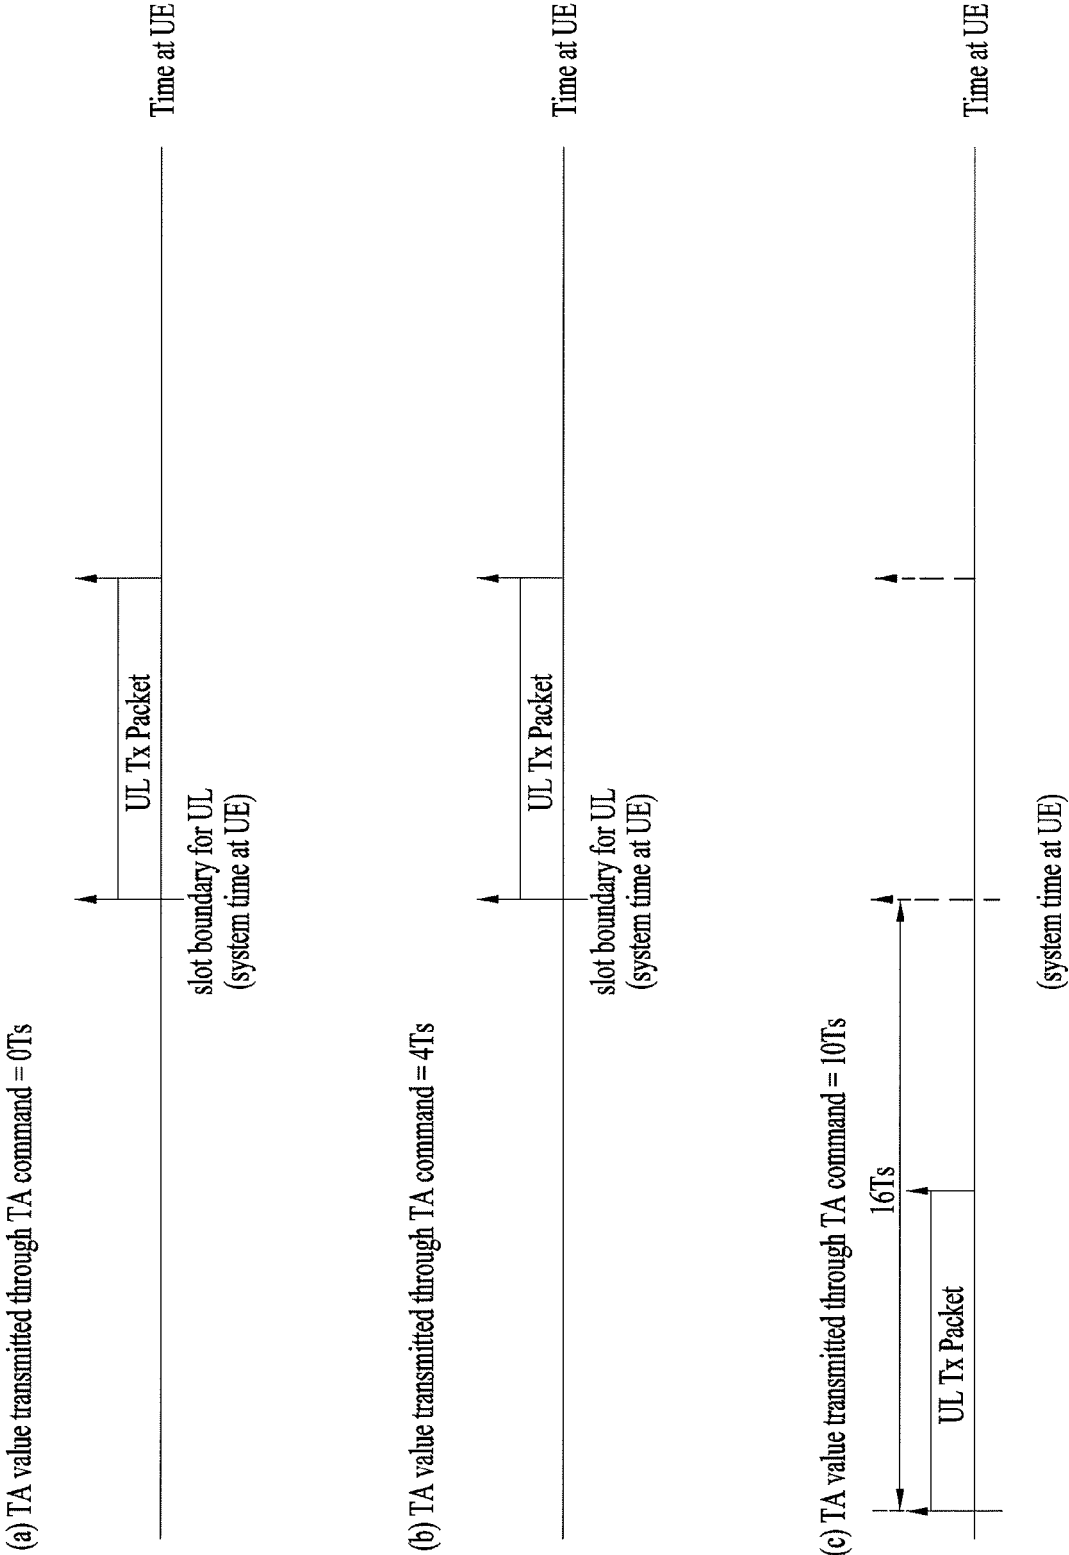 (a) TA value transmitted through TA command = 0Ts
UL Tx Packet
Time at UE
slot boundary for UL
(system time at UE)
(b) TA value transmitted through TA command = 4Ts
UL Tx Packet
Time at UE
slot boundary for UL
(system time at UE)
(c) TA value transmitted through TA command = 10Ts
16Ts
UL Tx Packet
Time at UE
(system time at UE)